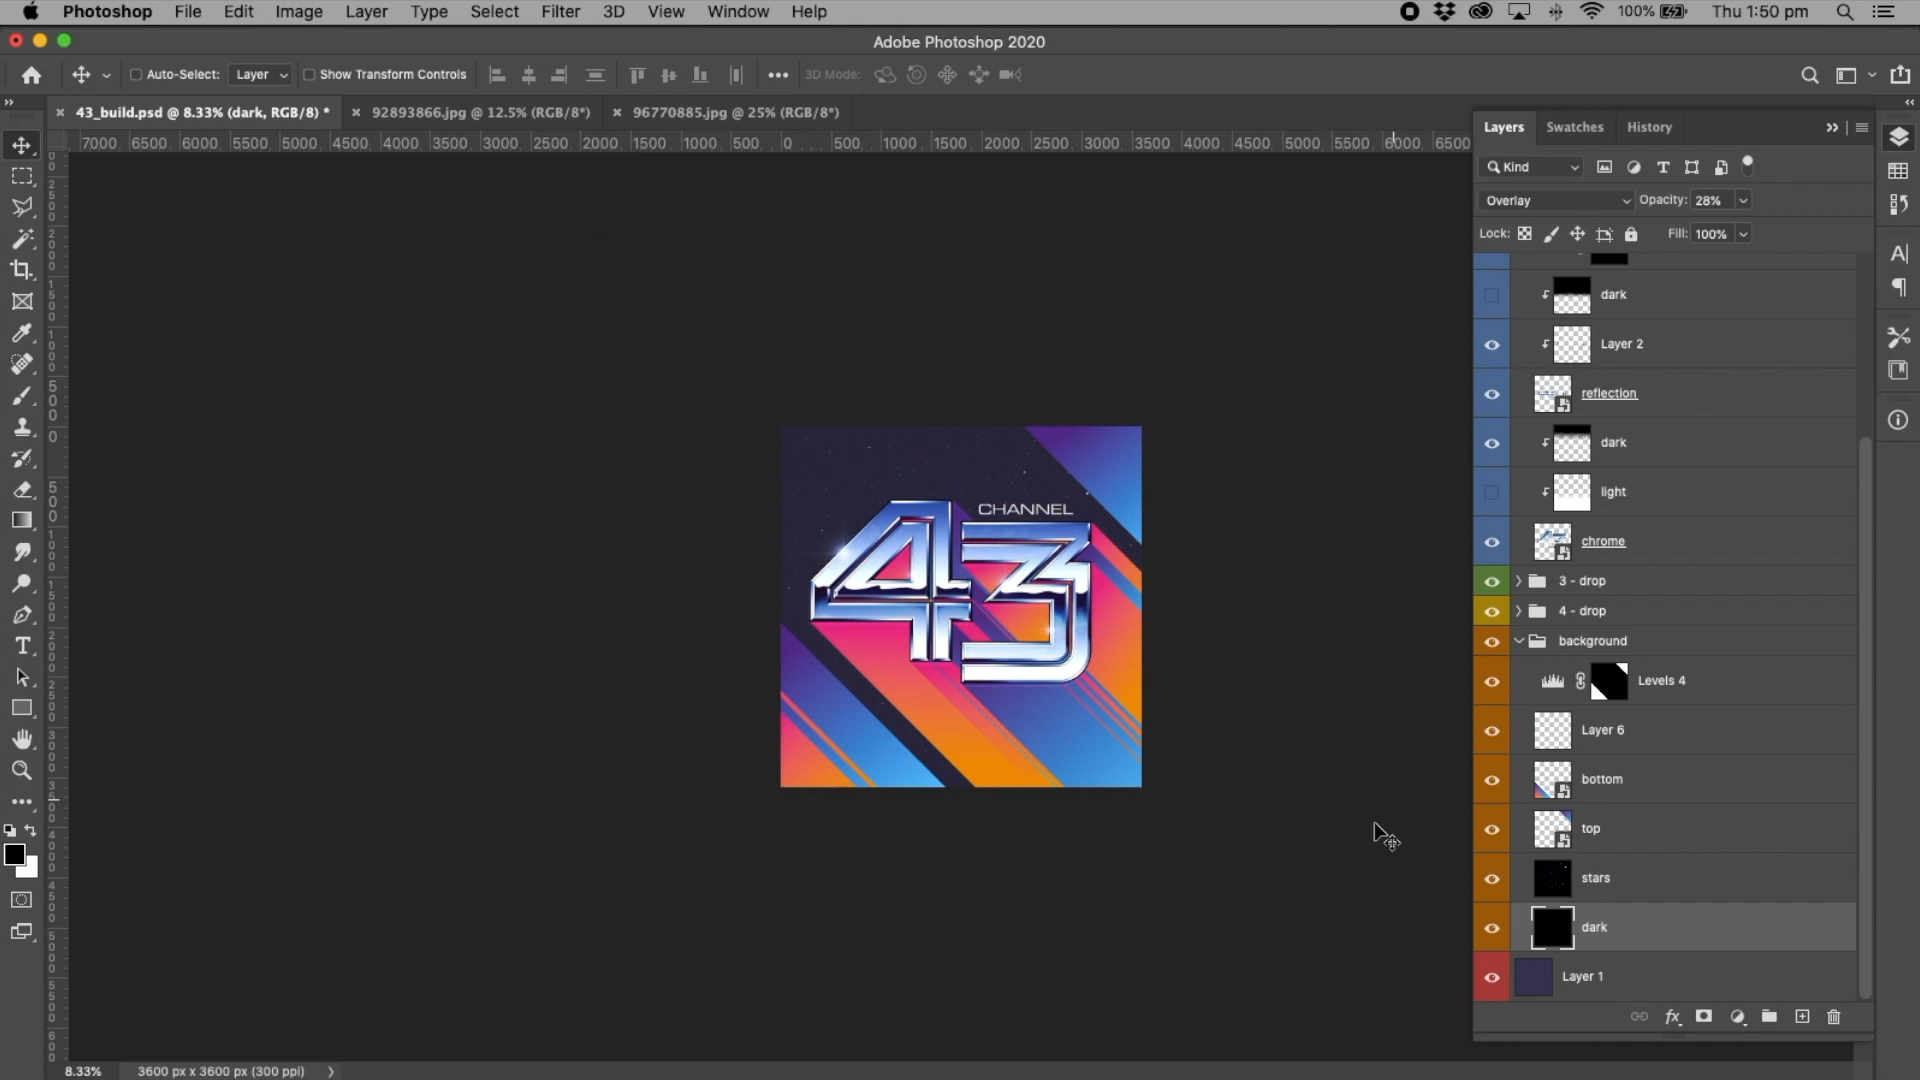 Photoshop File Edit Image Layer Type Select Filter 3D View Window Help 100% Thu 1:50 pm
Adobe Photoshop 2020
Auto-Select: Layer Show Transform Controls 3D Mode:
43_build.psd @ 8.33% (dark, RGB/8) * 92893866.jpg @ 12.5% (RGB/8*) 96770885.jpg @ 25% (RGB/8*)
7000 6500 6000 5500 5000 4500 4000 3500 3000 2500 2000 1500 1000 500 0 500 1000 1500 2000 2500 3000 3500 4000 4500 5000 5500 6000 6500
Layers Swatches History
Kind
Overlay Opacity: 28%
Lock: Fill: 100%
dark
Layer 2
reflection
dark
light
chrome
3 - drop
4 - drop
background
Levels 4
Layer 6
bottom
top
stars
dark
Layer 1
CHANNEL
43
8.33% 3600 px x 3600 px (300 ppi)